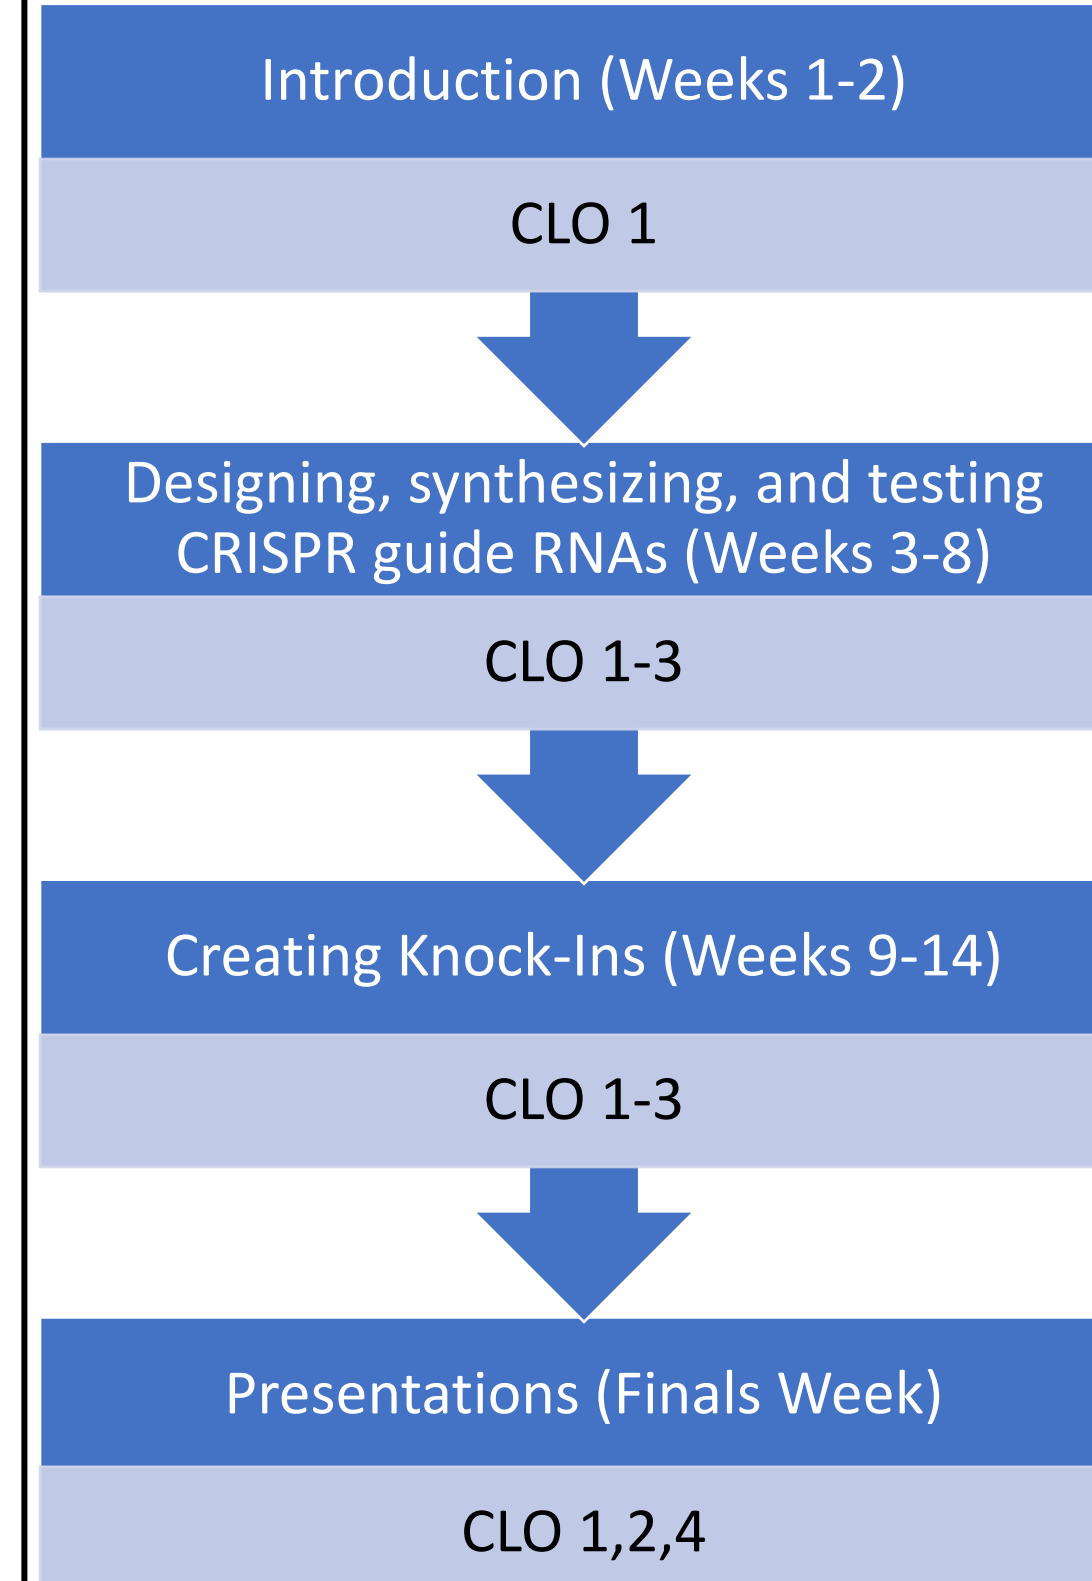 Introduction (Weeks 1-2)
CLO 1
Designing, synthesizing, and testing
CRISPR guide RNAs (Weeks 3-8)
CLO 1-3
Creating Knock-Ins (Weeks 9-14)
CLO 1-3
Presentations (Finals Week)
CLO 1,2,4